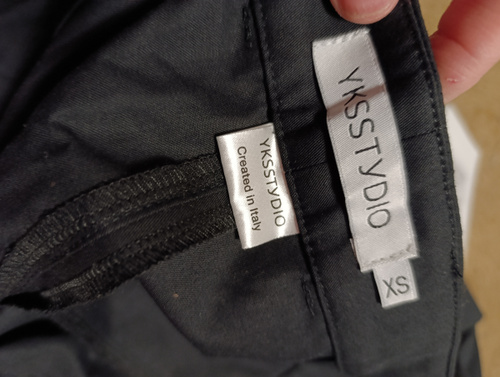 YKSSTyDIO
XS
YKSSTyDIO
Created in Italy